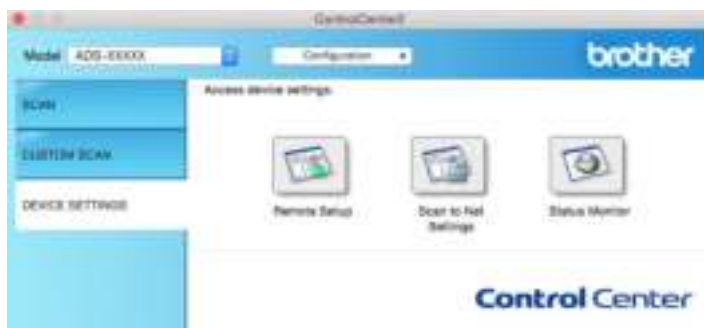 ControlCenter2
Model ADS-XXXXX Configuration
brother
SCAN
CUSTOM SCAN
DEVICE SETTINGS
Access device settings.
Remote Setup
Scan to Net
Settings
Status Monitor
Control Center